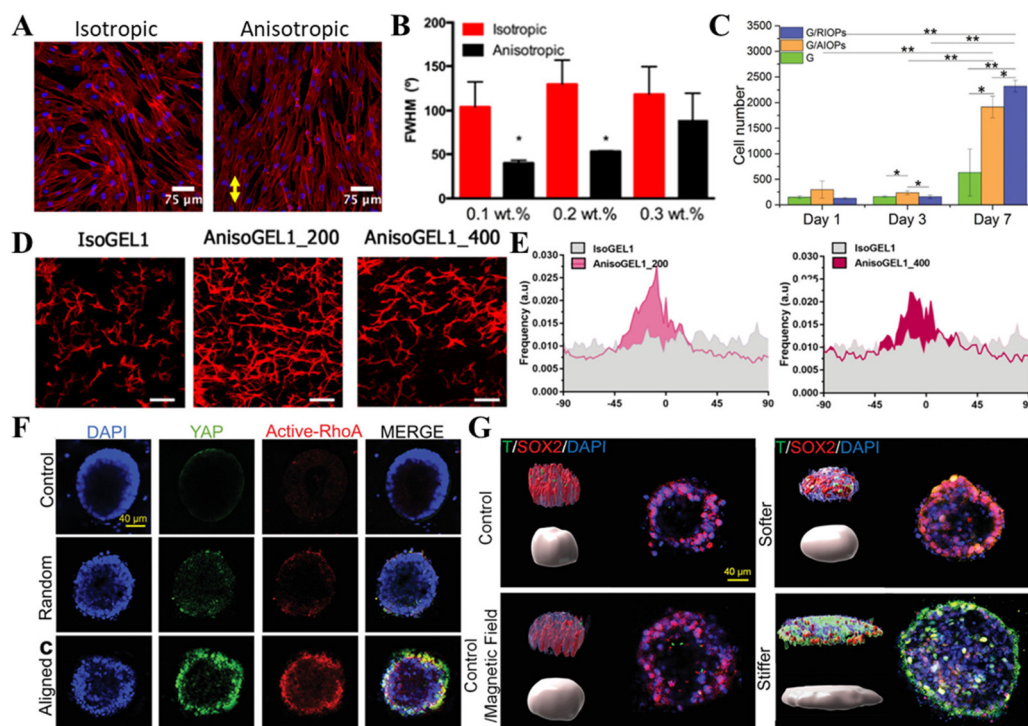 A
Isotropic
Anisotropic
75 μm
75 μm
B
Isotropic
Anisotropic
FWHM (º)
150
100
50
0
*
*
0.1 wt.%
0.2 wt.%
0.3 wt.%
C
G/RIOPs
G/AIOPs
G
**
**
**
**
**
**
*
*
*
*
Cell number
3500
3000
2500
2000
1500
1000
500
0
Day 1
Day 3
Day 7
D
IsoGEL1
AnisoGEL1_200
AnisoGEL1_400
E
IsoGEL1
AnisoGEL1_200
Frequency (a.u)
0.030
0.025
0.020
0.015
0.010
0.005
0.000
-90
-45
0
45
90
IsoGEL1
AnisoGEL1_400
Frequency (a.u)
0.030
0.025
0.020
0.015
0.010
0.005
0.000
-90
-45
0
45
90
F
DAPI
YAP
Active-RhoA
MERGE
Control
40 μm
Random
c
Aligned
G
T/SOX2/DAPI
Control
40 μm
T/SOX2/DAPI
Softer
Control
/Magnetic Field
Stiffer